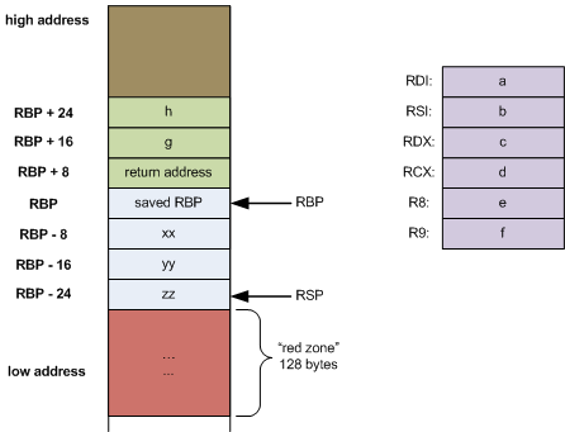 high address
RBP + 24
h
RBP + 16
g
RBP + 8
return address
RBP
saved RBP
RBP
RBP - 8
xx
RBP - 16
yy
RBP - 24
zz
RSP
...
...
low address
“red zone”
128 bytes
RDI:
a
RSI:
b
RDX:
c
RCX:
d
R8:
e
R9:
f